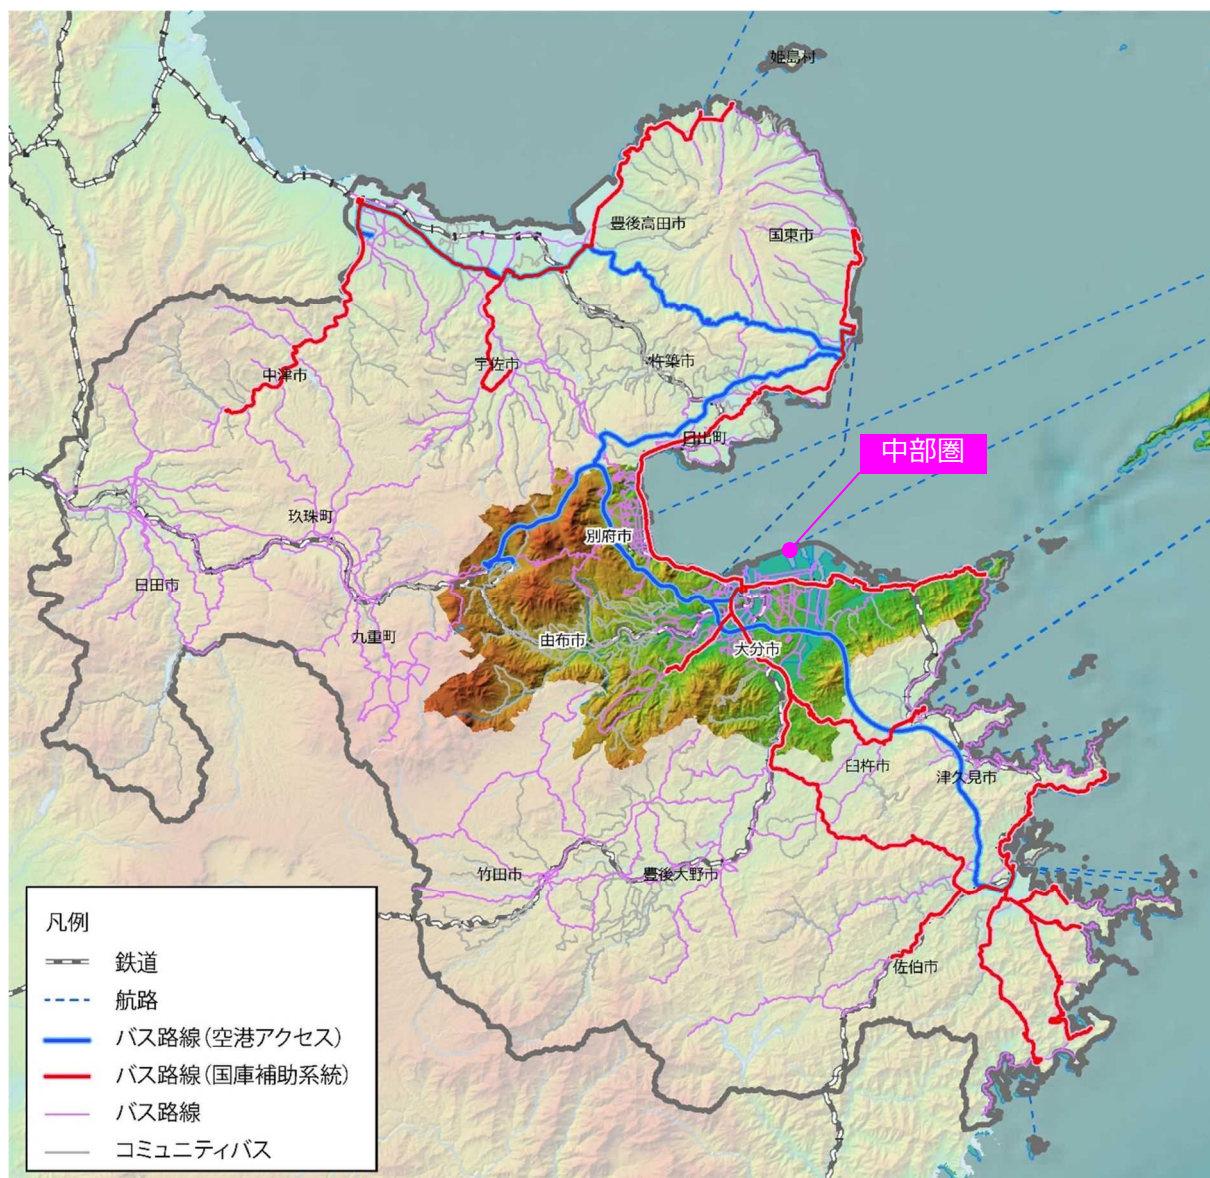 姫島村
豊後高田市
国東市
中津市
宇佐市
杵築市
日出町
中部圏
玖珠町
別府市
日田市
九重町
由布市
大分市
臼杵市
津久見市
竹田市
豊後大野市
佐伯市
凡例
鉄道
航路
バス路線(空港アクセス)
バス路線(国庫補助系統)
バス路線
コミュニティバス